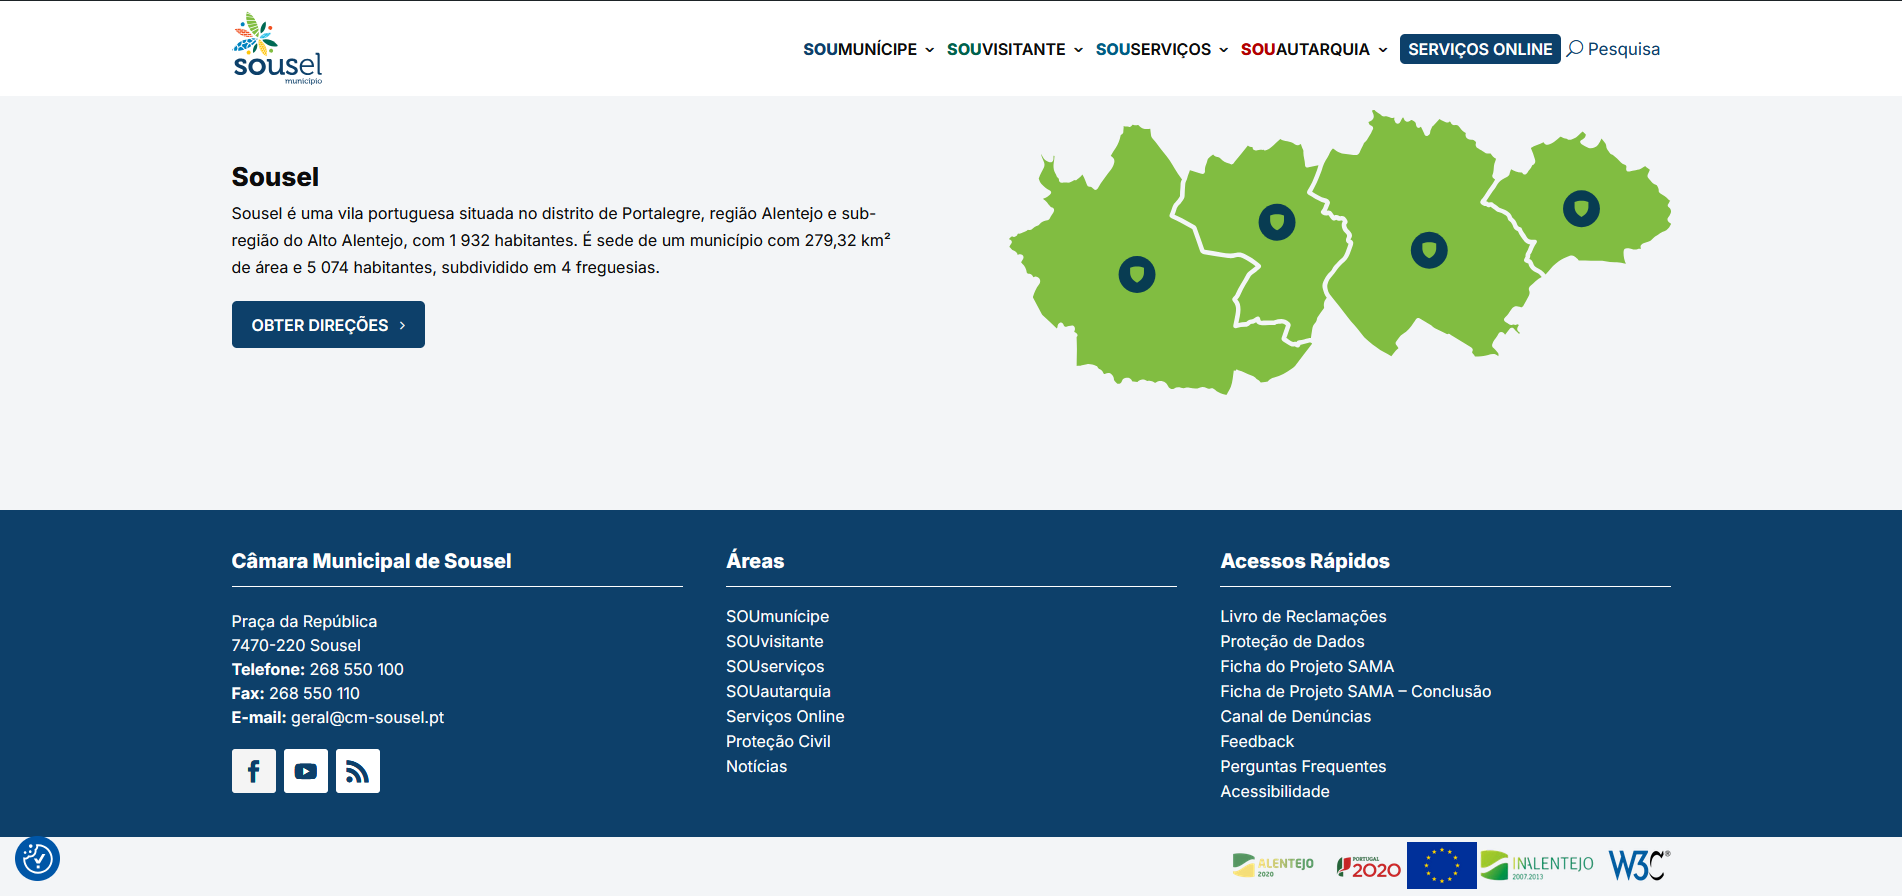 sousel
município
SOUMUNÍCIPE SOUVISITANTE SOUSERVIÇOS SOUAUTARQUIA SERVIÇOS ONLINE Pesquisa
Sousel
Sousel é uma vila portuguesa situada no distrito de Portalegre, região Alentejo e sub-
região do Alto Alentejo, com 1 932 habitantes. É sede de um município com 279,32 km²
de área e 5 074 habitantes, subdividido em 4 freguesias.
OBTER DIREÇÕES
Câmara Municipal de Sousel
Praça da República
7470-220 Sousel
Telefone: 268 550 100
Fax: 268 550 110
E-mail: geral@cm-sousel.pt
Áreas
SOUmunícipe
SOUvisitante
SOUserviços
SOUautarquia
Serviços Online
Proteção Civil
Notícias
Acessos Rápidos
Livro de Reclamações
Proteção de Dados
Ficha do Projeto SAMA
Ficha de Projeto SAMA – Conclusão
Canal de Denúncias
Feedback
Perguntas Frequentes
Acessibilidade
ALENTEJO
2020
PORTUGAL
2020
INALENTEJO
2007.2013
W3C®